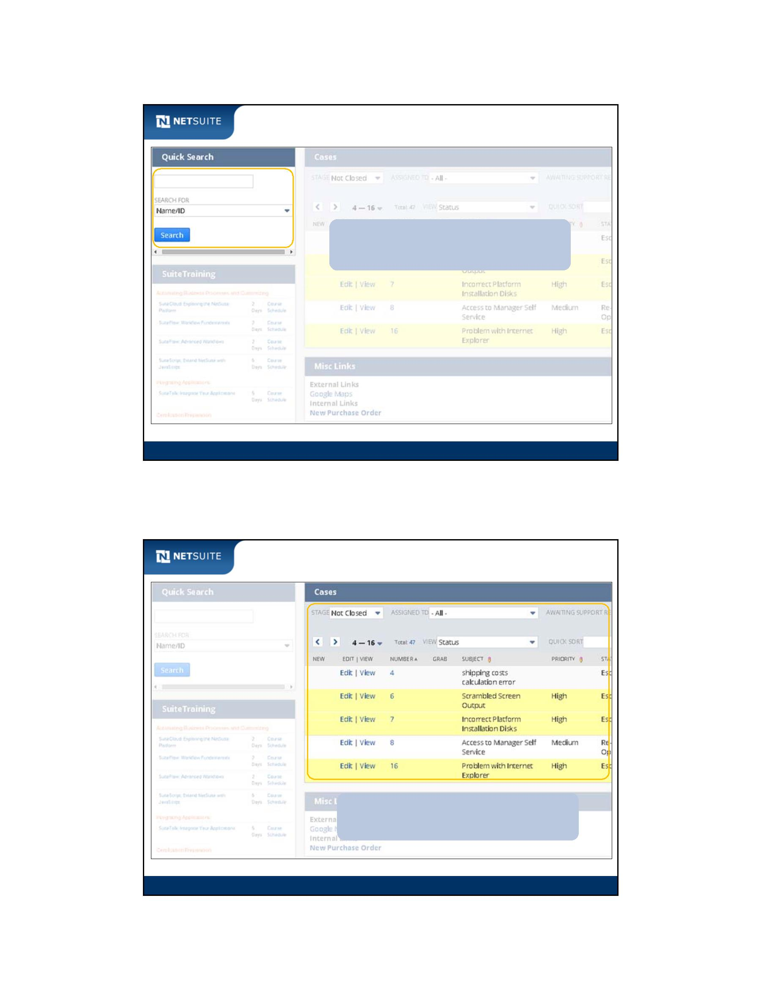 NETSUITE
Quick Search
SEARCH FOR
Name/ID
Search
SuiteTraining
Automating Business Processes and Customizing
SuiteCloud: Exploring the NetSuite 2 Course
Platform Days Schedule
SuiteFlow: Workflow Fundamentals 2 Course
Days Schedule
SuiteFlow: Advanced Workflows 2 Course
Days Schedule
SuiteScript: Extend NetSuite with 5 Course
JavaScript Days Schedule
Integrating Applications
SuiteTalk: Integrate Your Applications 5 Course
Days Schedule
Certification Preparation
Cases
STAGE Not Closed ASSIGNED TO - All - AWAITING SUPPORT RE
4 — 16 Total: 47 VIEW Status QUICK SORT
NEW TY STA
Esc
Esc
Output
Edit | View 7 Incorrect Platform High Esc
Installation Disks
Edit | View 8 Access to Manager Self Medium Re-
Service Op
Edit | View 16 Problem with Internet High Esc
Explorer
Misc Links
External Links
Google Maps
Internal Links
New Purchase Order
NETSUITE
Quick Search
SEARCH FOR
Name/ID
Search
SuiteTraining
Automating Business Processes and Customizing
SuiteCloud: Exploring the NetSuite 2 Course
Platform Days Schedule
SuiteFlow: Workflow Fundamentals 2 Course
Days Schedule
SuiteFlow: Advanced Workflows 2 Course
Days Schedule
SuiteScript: Extend NetSuite with 5 Course
JavaScript Days Schedule
Integrating Applications
SuiteTalk: Integrate Your Applications 5 Course
Days Schedule
Certification Preparation
Cases
STAGE Not Closed ASSIGNED TO - All - AWAITING SUPPORT RE
4 — 16 Total: 47 VIEW Status QUICK SORT
NEW EDIT | VIEW NUMBER GRAB SUBJECT PRIORITY STA
Edit | View 4 shipping costs Esc
calculation error
Edit | View 6 Scrambled Screen High Esc
Output
Edit | View 7 Incorrect Platform High Esc
Installation Disks
Edit | View 8 Access to Manager Self Medium Re-
Service Op
Edit | View 16 Problem with Internet High Esc
Explorer
Misc L
Externa
Google M
Internal
New Purchase Order